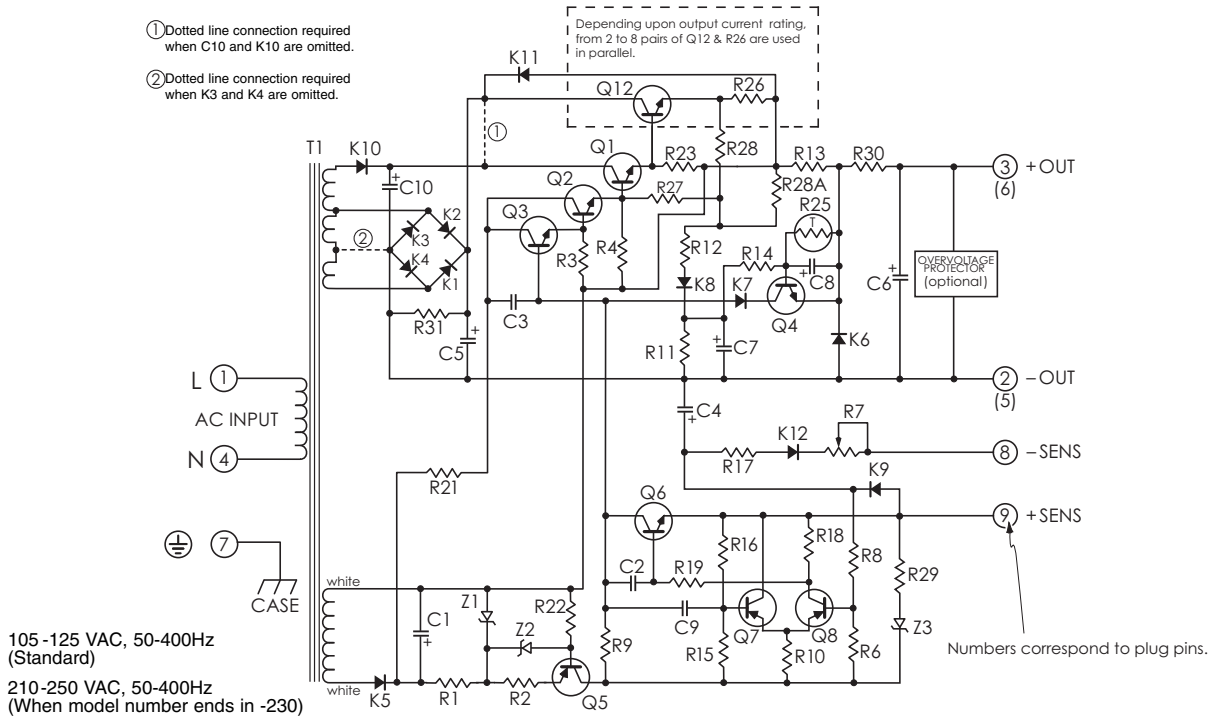 ① Dotted line connection required
when C10 and K10 are omitted.
② Dotted line connection required
when K3 and K4 are omitted.
Depending upon output current rating,
from 2 to 8 pairs of Q12 & R26 are used
in parallel.
K11
Q12
R26
①
T1
K10
Q1
R23
R28
R13
R30
3 + OUT
(6)
+
C10
Q2
R27
R28A
Q3
R25
T
K2
K3
②
K4
K1
R3
R4
R12
R14
K8
K7
+
C8
C6
+
OVERVOLTAGE
PROTECTOR
(optional)
C3
Q4
R31
+
C5
R11
+
C7
K6
L 1
2 – OUT
(5)
AC INPUT
C4
+
R7
K12
N 4
R17
8 – SENS
R21
K9
Q6
9 + SENS
7
CASE
R16
R18
R8
R29
C2
R19
white
C1
+
Z1
R22
Z2
C9
Q7
Q8
Z3
R9
R15
R10
R6
Numbers correspond to plug pins.
white
K5
R1
R2
Q5
105-125 VAC, 50-400Hz
(Standard)
210-250 VAC, 50-400Hz
(When model number ends in -230)